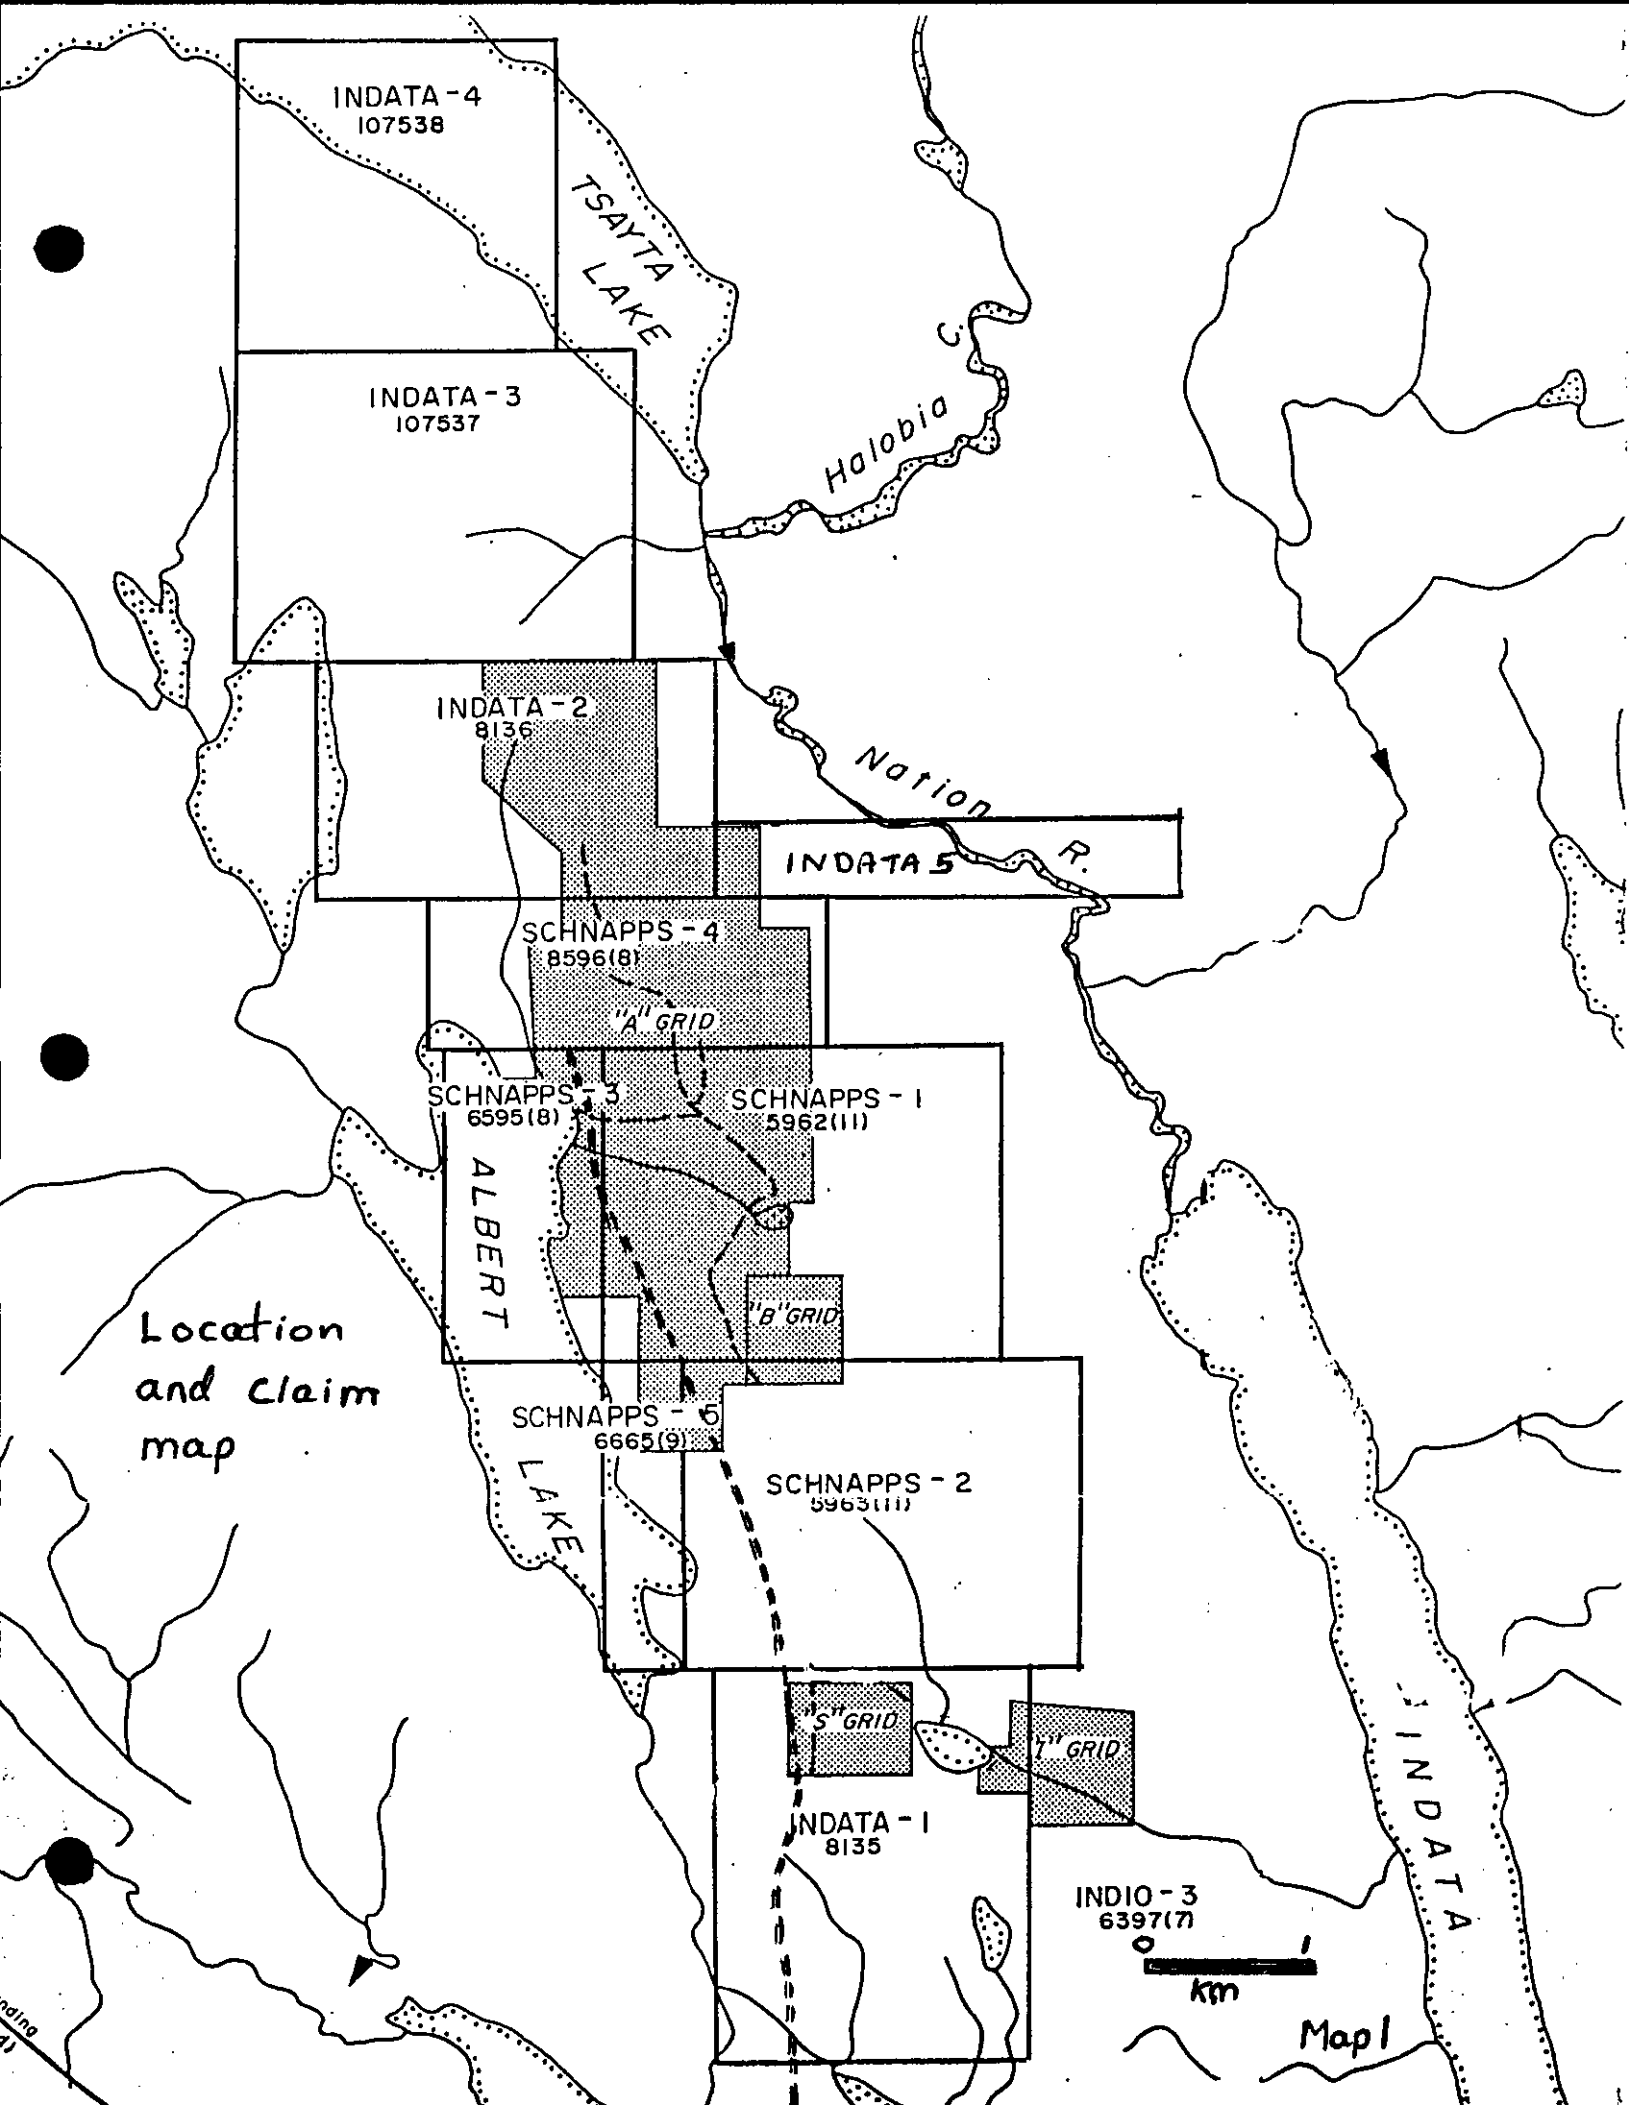 INDATA-4
107538
TSAYTA
LAKE
INDATA-3
107537
Halobia
INDATA-2
8136
Nation
R.
INDATA 5
SCHNAPPS-4
8596(8)
"A" GRID
SCHNAPPS-3
6595(8)
SCHNAPPS-1
5962(11)
ALBERT
LAKE
"B" GRID
Location
and Claim
map
SCHNAPPS-5
6665(9)
SCHNAPPS-2
5963(11)
"S" GRID
"I" GRID
INDATA-1
8135
INDATA
INDIO-3
6397(7)
0 1
km
Map 1